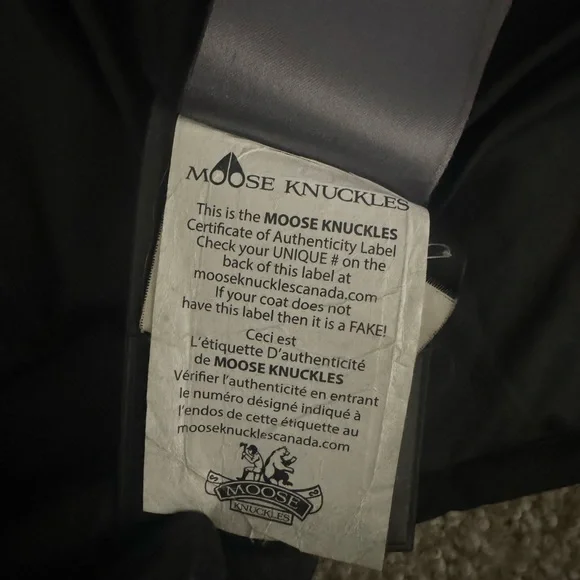 MOOSE KNUCKLES
This is the MOOSE KNUCKLES
Certificate of Authenticity Label
Check your UNIQUE # on the
back of this label at
mooseknucklescanada.com
If your coat does not
have this label then it is a FAKE!
Ceci est
L'étiquette D'authenticité
de MOOSE KNUCKLES
Vérifier l'authenticité en entrant
le numéro désigné indiqué à
l'endos de cette étiquette au
mooseknucklescanada.com
MOOSE
KNUCKLES